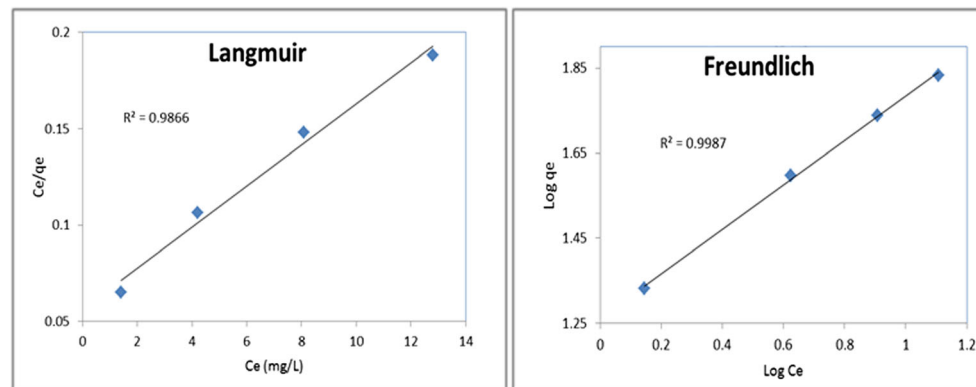 Langmuir
R² = 0.9866
Ce/qe
0.2
0.15
0.1
0.05
0 2 4 6 8 10 12 14
Ce (mg/L)
Freundlich
R² = 0.9987
Log qe
1.85
1.65
1.45
1.25
0 0.2 0.4 0.6 0.8 1 1.2
Log Ce